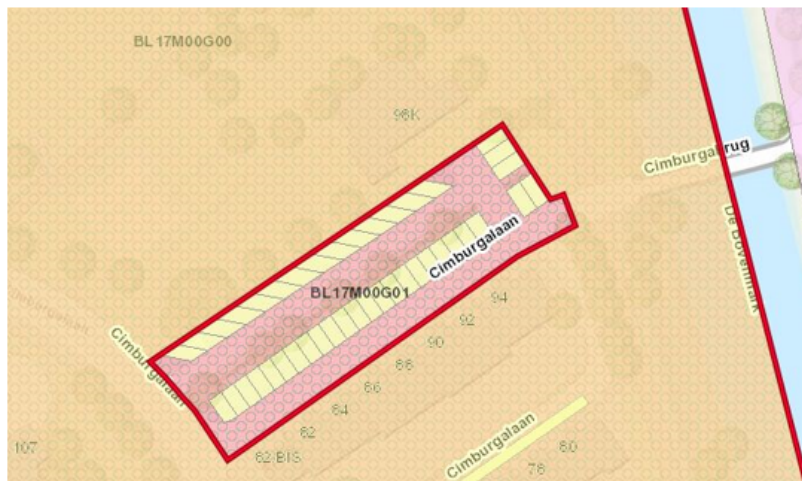 BL17M00G00
98K
Cimburgabrug
Cimburgalaan
De Bovenmark
BL17M00G01
94
92
90
88
86
84
82
82 BIS
Cimburgalaan
107
Cimburgalaan
80
78